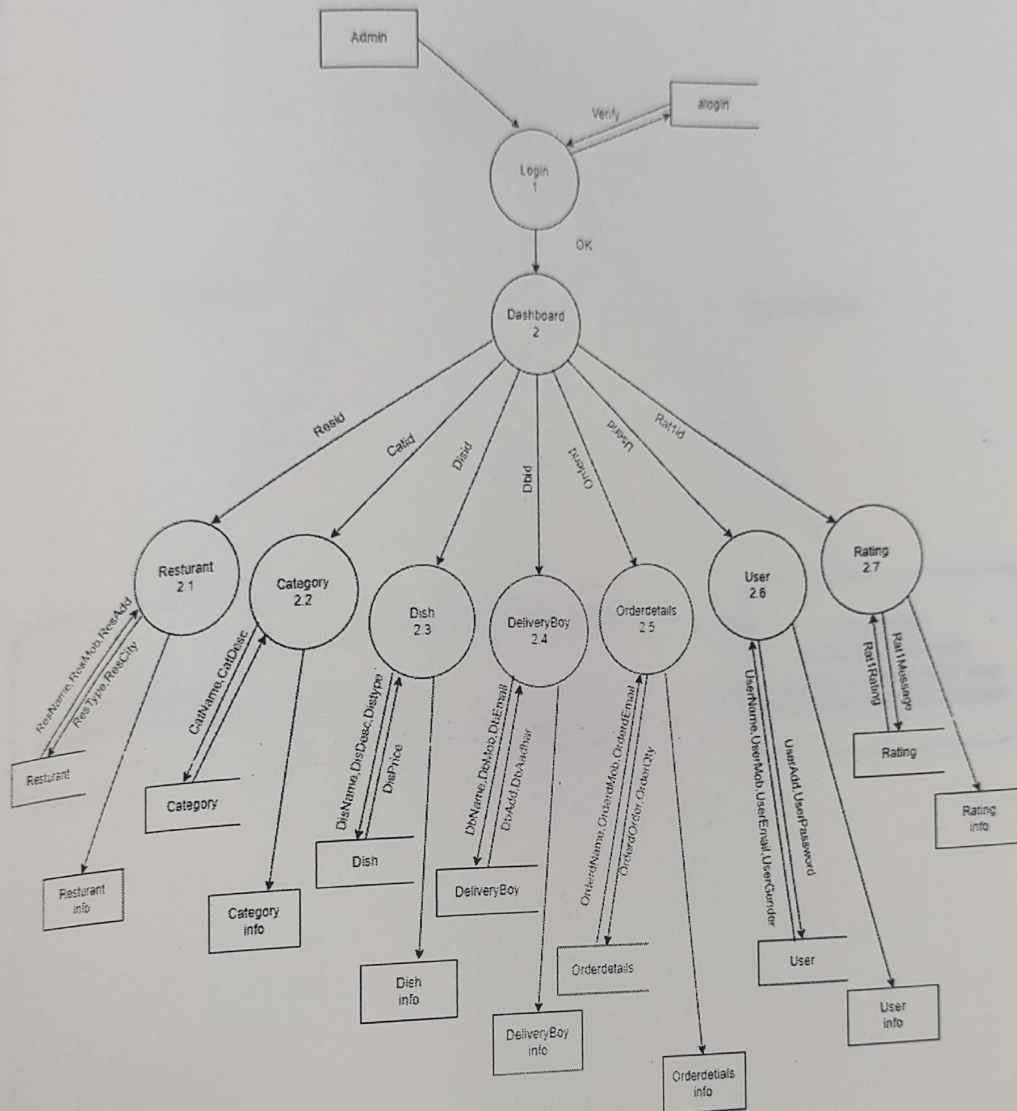 Admin
alogin
Verify
Login
1
OK
Dashboard
2
Resid
Catid
Disid
Dbid
Orderid
Userid
Rat1id
Resturant
2.1
Category
2.2
Dish
2.3
DeliveryBoy
2.4
Orderdetails
2.5
User
2.6
Rating
2.7
ResName,ResMob,ResAdd
ResType,ResCity
CatName,CatDesc
DisName,DisDesc,Distype
DisPrice
DbName,DbMob,DbEmail
DbAdd,DbAadhar
OrderdName,OrderdMob,OrderdEmail
OrderdOrder,OrderQty
UserName,UserMob,UserEmail,UserGender
UserAdd,UserPassword
Rat1Rating
Rat1Message
Resturant
Category
Dish
DeliveryBoy
Orderdetails
User
Rating
Resturant
info
Category
info
Dish
info
DeliveryBoy
info
Orderdetials
info
User
info
Rating
info